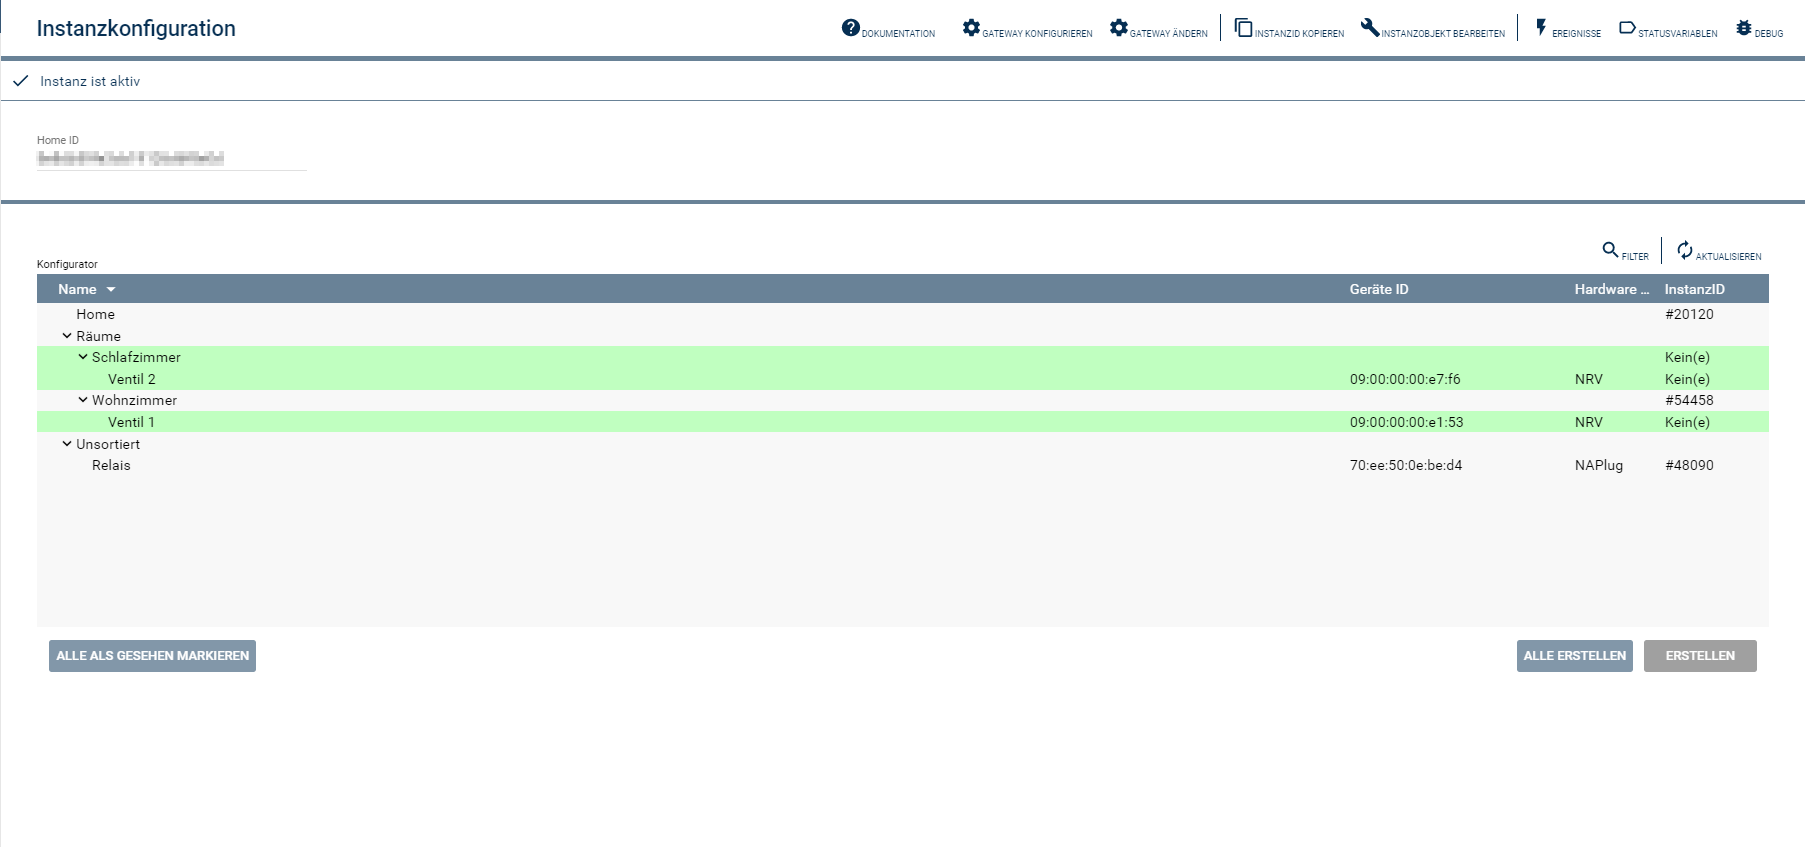 Instanzkonfiguration
DOKUMENTATION GATEWAY KONFIGURIEREN GATEWAY ÄNDERN INSTANZID KOPIEREN INSTANZOBJEKT BEARBEITEN EREIGNISSE STATUSVARIABLEN DEBUG
Instanz ist aktiv
Home ID
FILTER AKTUALISIEREN
Konfigurator
Name Geräte ID Hardware ... InstanzID
Home #20120
Räume
Schlafzimmer Kein(e)
Ventil 2 09:00:00:00:e7:f6 NRV Kein(e)
Wohnzimmer #54458
Ventil 1 09:00:00:00:e1:53 NRV Kein(e)
Unsortiert
Relais 70:ee:50:0e:be:d4 NAPlug #48090
ALLE ALS GESEHEN MARKIEREN ALLE ERSTELLEN ERSTELLEN